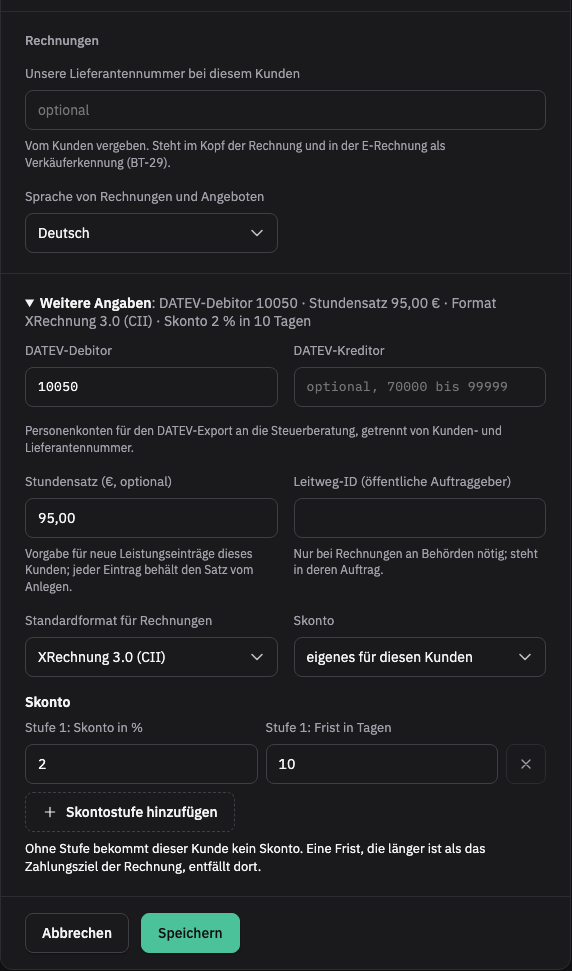 Rechnungen
Unsere Lieferantennummer bei diesem Kunden
optional
Vom Kunden vergeben. Steht im Kopf der Rechnung und in der E-Rechnung als
Verkäuferkennung (BT-29).
Sprache von Rechnungen und Angeboten
Deutsch
▼ Weitere Angaben: DATEV-Debitor 10050 · Stundensatz 95,00 € · Format
XRechnung 3.0 (CII) · Skonto 2 % in 10 Tagen
DATEV-Debitor DATEV-Kreditor
10050 optional, 70000 bis 99999
Personenkonten für den DATEV-Export an die Steuerberatung, getrennt von Kunden- und
Lieferantennummer.
Stundensatz (€, optional) Leitweg-ID (öffentliche Auftraggeber)
95,00
Vorgabe für neue Leistungseinträge dieses
Kunden; jeder Eintrag behält den Satz vom
Anlegen.
Nur bei Rechnungen an Behörden nötig; steht
in deren Auftrag.
Standardformat für Rechnungen Skonto
XRechnung 3.0 (CII) eigenes für diesen Kunden
Skonto
Stufe 1: Skonto in % Stufe 1: Frist in Tagen
2 10
+ Skontostufe hinzufügen
Ohne Stufe bekommt dieser Kunde kein Skonto. Eine Frist, die länger ist als das
Zahlungsziel der Rechnung, entfällt dort.
Abbrechen Speichern